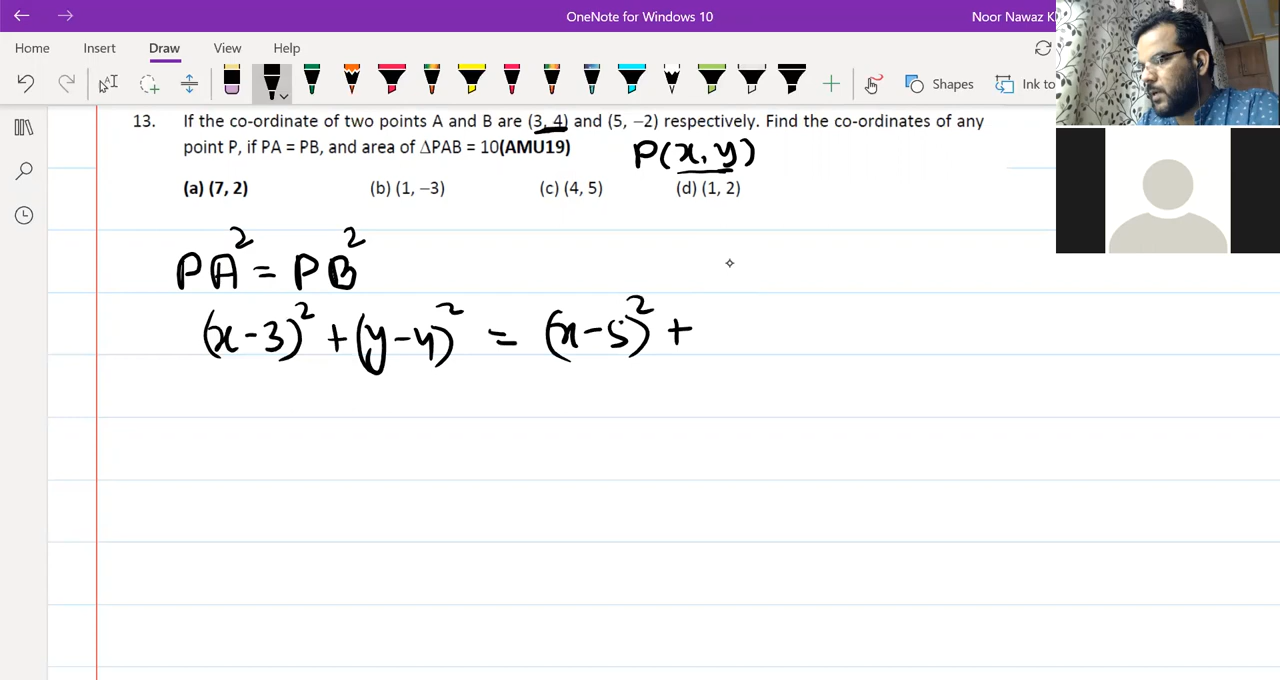 OneNote for Windows 10
Noor Nawaz K
Home Insert Draw View Help
Shapes Ink to
13. If the co-ordinate of two points A and B are (3, 4) and (5, −2) respectively. Find the co-ordinates of any
point P, if PA = PB, and area of ΔPAB = 10(AMU19)
P(x, y)
(a) (7, 2) (b) (1, −3) (c) (4, 5) (d) (1, 2)
PA² = PB²
(x-3)² + (y-4)² = (x-5)² +